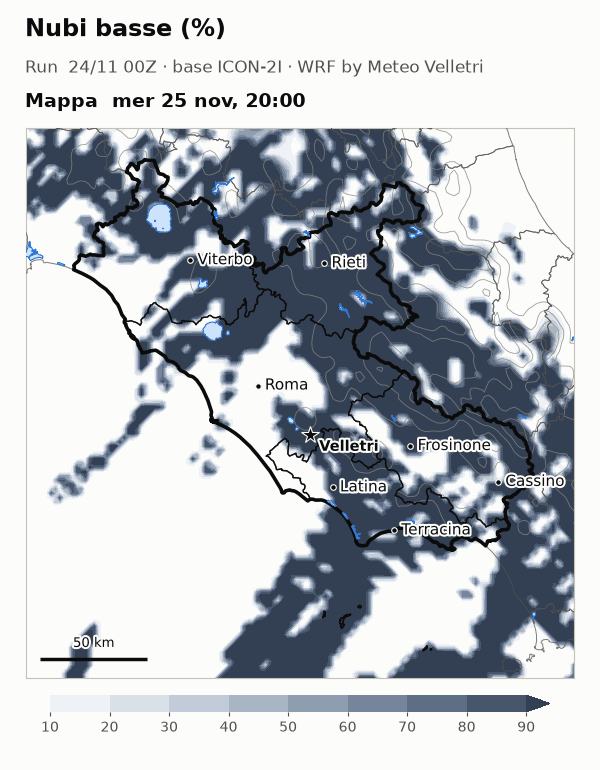 Nubi basse (%)
Run  24/11 00Z · base ICON-2I · WRF by Meteo Velletri
Mappa  mer 25 nov, 20:00
Viterbo
Rieti
Roma
Velletri
Frosinone
Latina
Cassino
Terracina
50 km
10 20 30 40 50 60 70 80 90